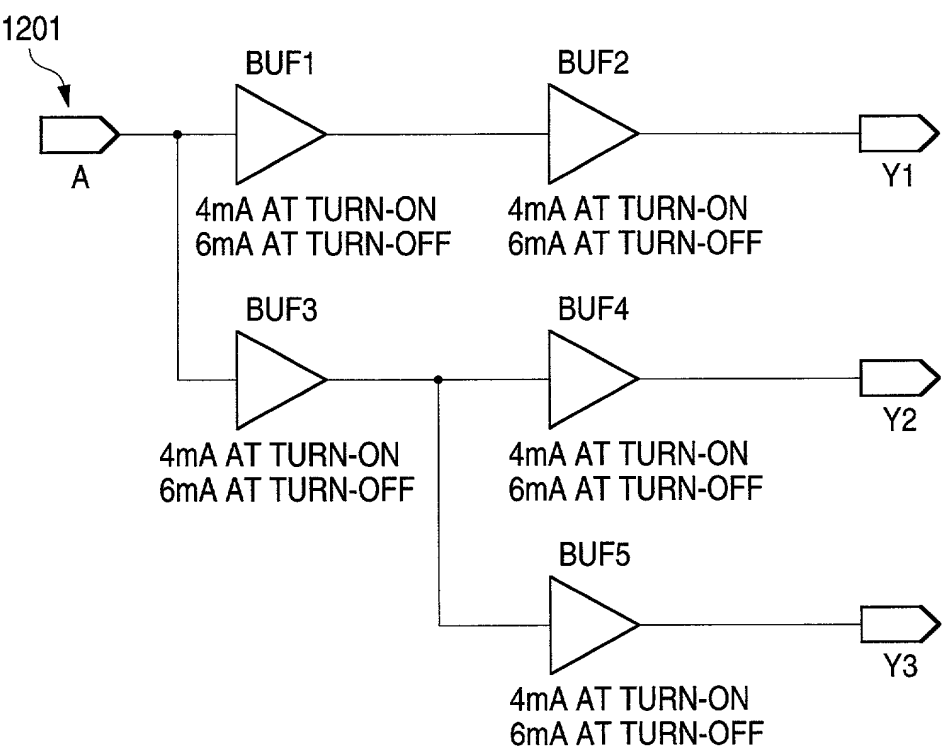 1201
BUF1
BUF2
A
Y1
4mA AT TURN-ON
6mA AT TURN-OFF
4mA AT TURN-ON
6mA AT TURN-OFF
BUF3
BUF4
Y2
4mA AT TURN-ON
6mA AT TURN-OFF
4mA AT TURN-ON
6mA AT TURN-OFF
BUF5
Y3
4mA AT TURN-ON
6mA AT TURN-OFF